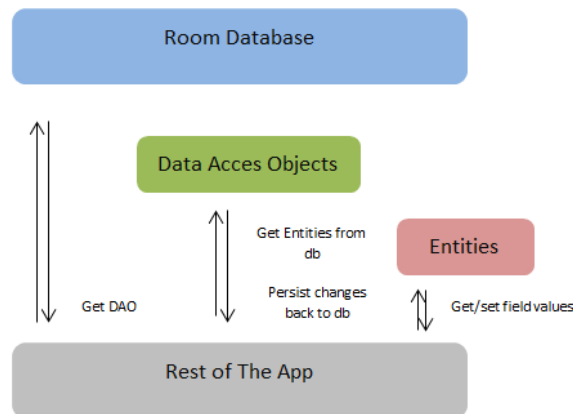 Room Database
Data Acces Objects
Get Entities from
db
Entities
Persist changes
back to db
Get DAO
Get/set field values
Rest of The App